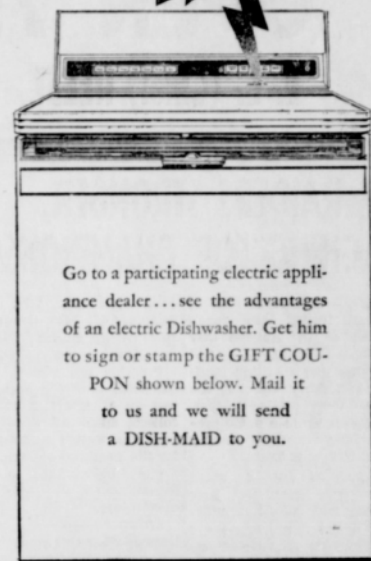 Go to a participating electric appli-
ance dealer...see the advantages
of an electric Dishwasher. Get him
to sign or stamp the GIFT COU-
PON shown below. Mail it
to us and we will send
a DISH-MAID to you.